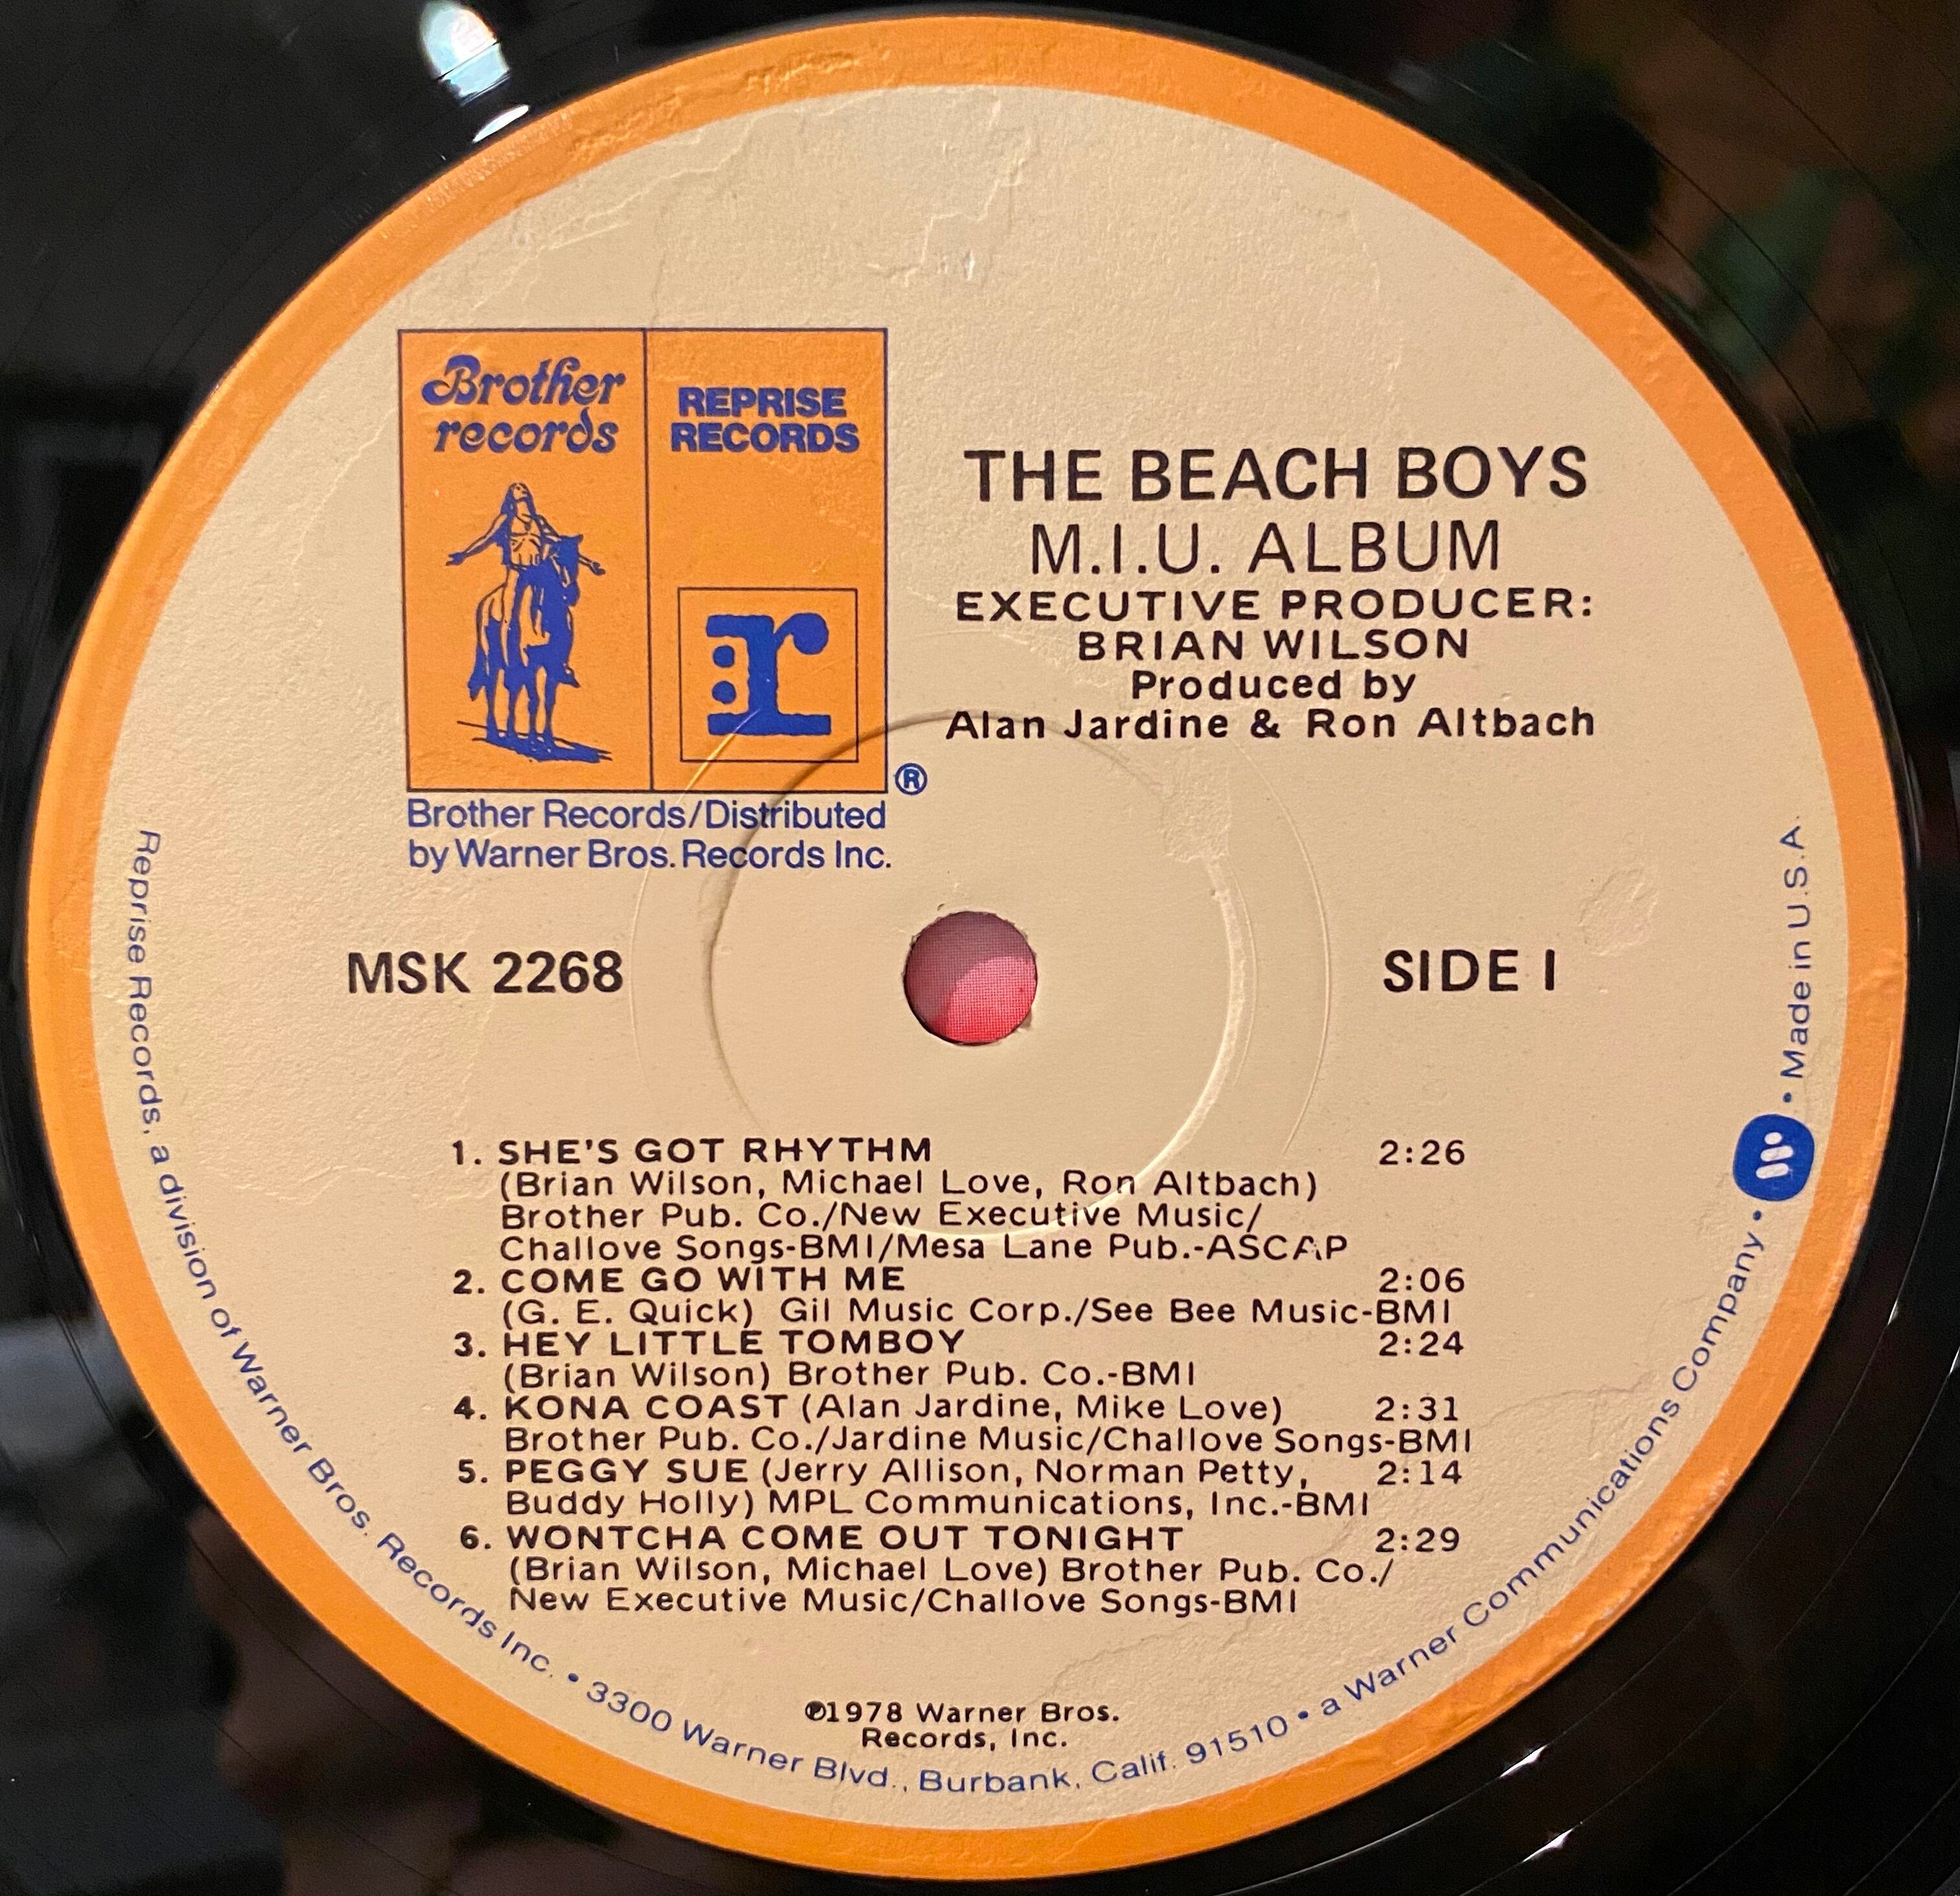 Brother
records
REPRISE
RECORDS
r
®
Brother Records/Distributed
by Warner Bros. Records Inc.
THE BEACH BOYS
M.I.U. ALBUM
EXECUTIVE PRODUCER:
BRIAN WILSON
Produced by
Alan Jardine & Ron Altbach
MSK 2268
SIDE I
1. SHE'S GOT RHYTHM 2:26
(Brian Wilson, Michael Love, Ron Altbach)
Brother Pub. Co./New Executive Music/
Challove Songs-BMI/Mesa Lane Pub.-ASCAP
2. COME GO WITH ME 2:06
(G. E. Quick) Gil Music Corp./See Bee Music-BMI
3. HEY LITTLE TOMBOY 2:24
(Brian Wilson) Brother Pub. Co.-BMI
4. KONA COAST (Alan Jardine, Mike Love) 2:31
Brother Pub. Co./Jardine Music/Challove Songs-BMI
5. PEGGY SUE (Jerry Allison, Norman Petty, 2:14
Buddy Holly) MPL Communications, Inc.-BMI
6. WONTCHA COME OUT TONIGHT 2:29
(Brian Wilson, Michael Love) Brother Pub. Co./
New Executive Music/Challove Songs-BMI
℗1978 Warner Bros.
Records, Inc.
Reprise Records, a division of Warner Bros. Records Inc. • 3300 Warner Blvd., Burbank, Calif. 91510 • a Warner Communications Company • W • Made in U.S.A.